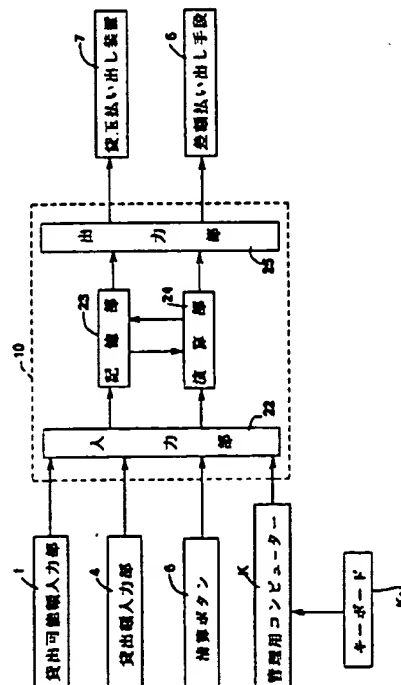 10
1
貸出可能額入力部
4
貸出額入力部
6
清算ボタン
K
管理用コンピューター
キーボード
入力部
22
23
記憶部
24
演算部
出力部
25
7
貸玉払い出し装置
6
差額払い出し手段